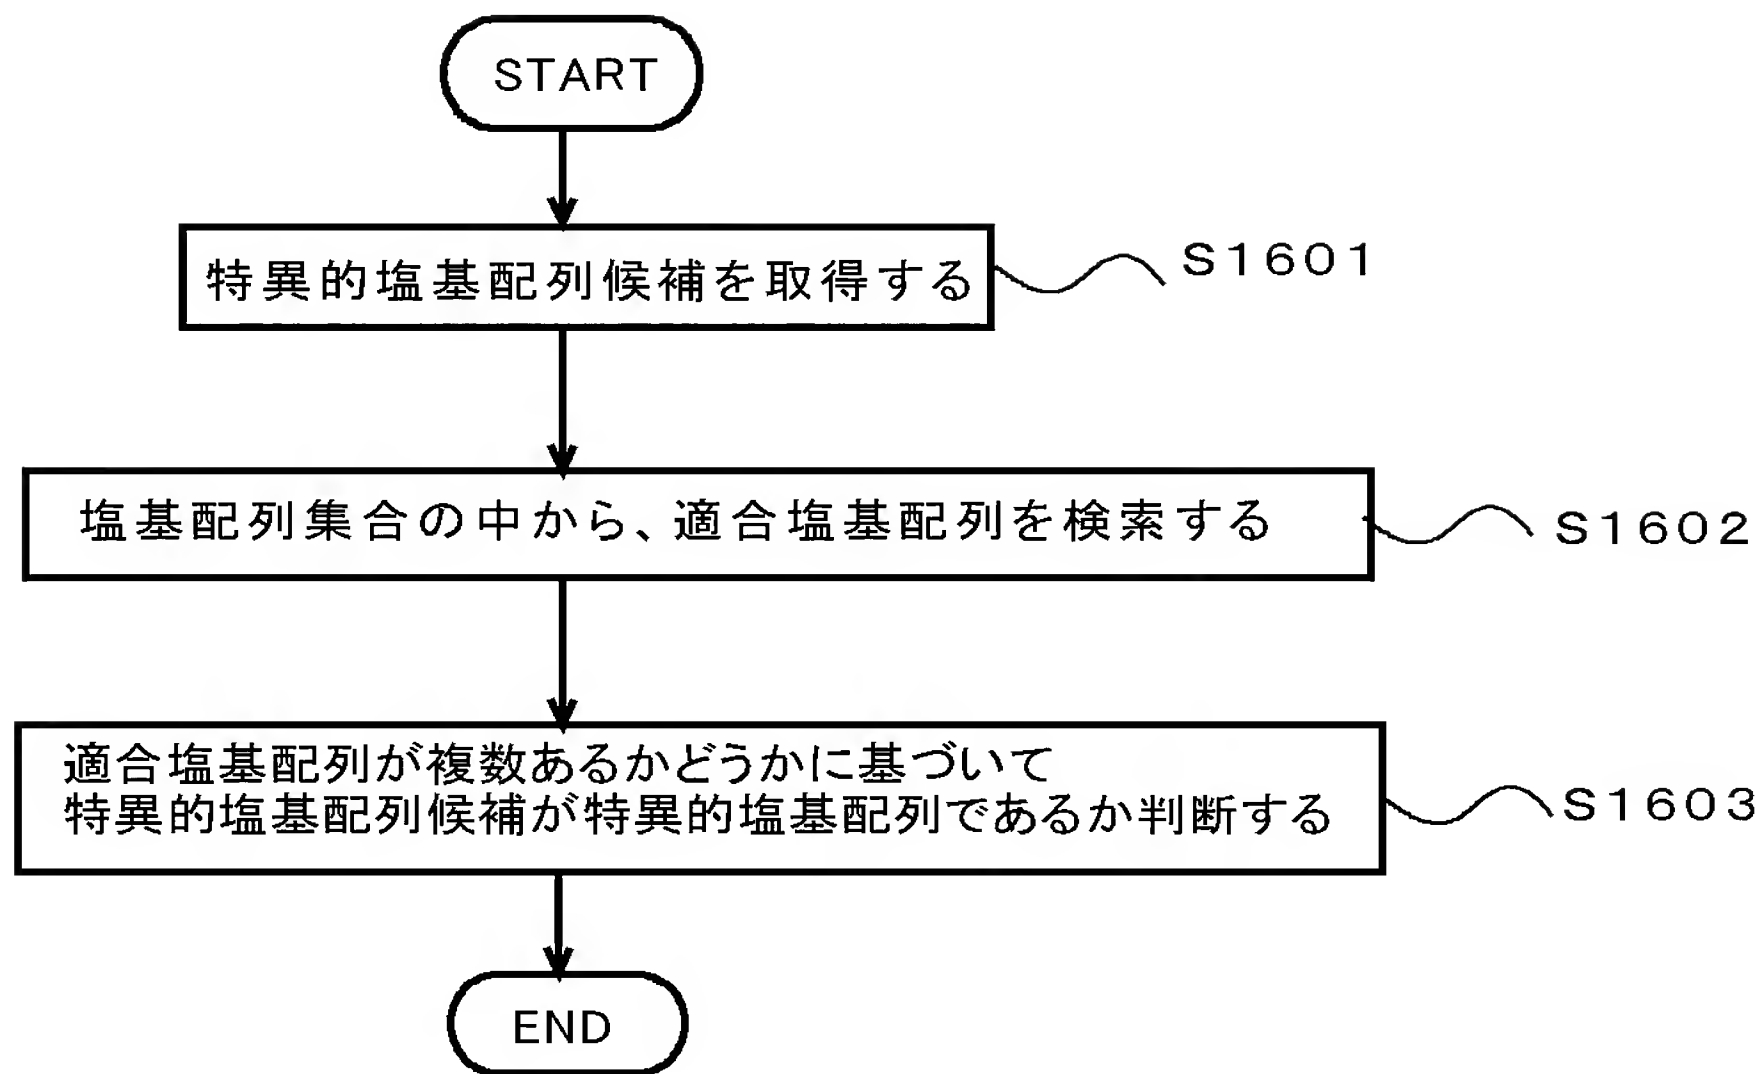 START
特異的塩基配列候補を取得する
S1601
塩基配列集合の中から、適合塩基配列を検索する
S1602
適合塩基配列が複数あるかどうかに基づいて
特異的塩基配列候補が特異的塩基配列であるか判断する
S1603
END